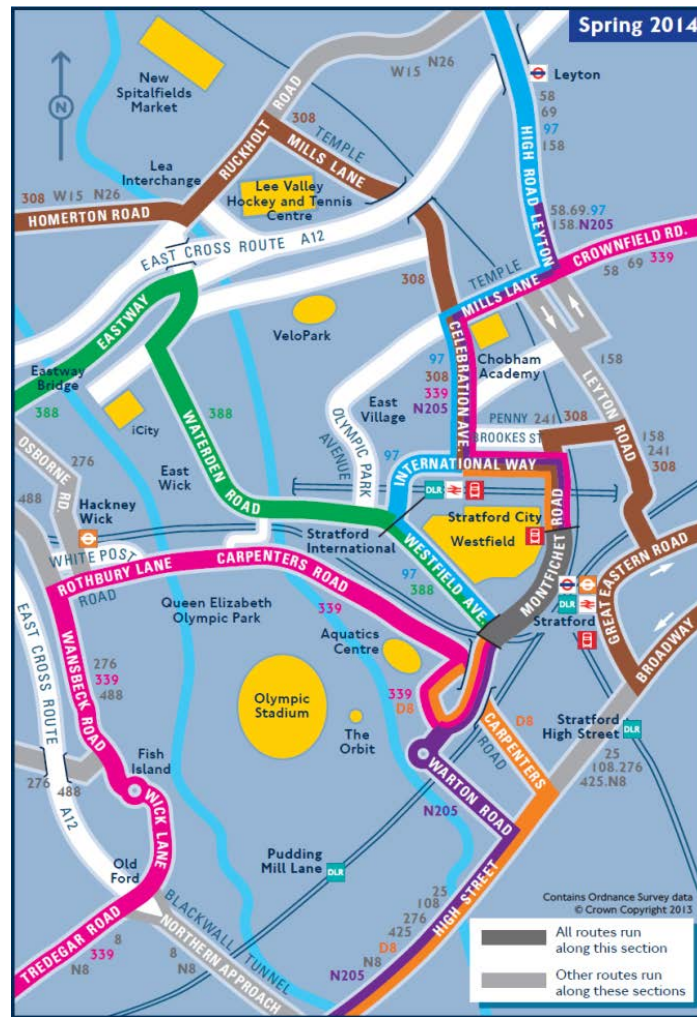 Spring 2014
N
New
Spitalfields
Market
W15
N26
Leyton
58
69
97
158
RUCKHOLT ROAD
308
TEMPLE
MILLS LANE
HIGH ROAD LEYTON
Lea
Interchange
Lee Valley
Hockey and Tennis
Centre
308 W15 N26
HOMERTON ROAD
58.69.97
158.N205
CROWNFIELD RD.
58 69 339
EAST CROSS ROUTE A12
308
TEMPLE
MILLS LANE
EASTWAY
VeloPark
CELEBRATION AVE
97
308
339
N205
Chobham
Academy
158
LEYTON ROAD
Eastway
Bridge
388
iCity
388
WATERDEN ROAD
East
Village
OLYMPIC PARK
AVENUE
PENNY
BROOKES ST.
241
308
158
241
308
OSBORNE RD.
276
488
East
Wick
97
INTERNATIONAL WAY
DLR
Hackney
Wick
Stratford
International
Stratford City
Westfield
MONTFICHET ROAD
WESTFIELD AVE
97
388
WHITE POST
ROAD
ROTHBURY LANE
CARPENTERS ROAD
339
Queen Elizabeth
Olympic Park
DLR
Stratford
GREAT EASTERN ROAD
BROADWAY
EAST CROSS ROUTE
A12
WANSBECK ROAD
276
339
488
Aquatics
Centre
339
D8
Olympic
Stadium
The
Orbit
D8
CARPENTERS
ROAD
Stratford
High Street
DLR
25
108.276
425.N8
276
488
Fish
Island
WICK LANE
WARTON ROAD
N205
Pudding
Mill Lane
DLR
Old
Ford
TREDEGAR ROAD
339
8
N8
8
N8
BLACKWALL TUNNEL
NORTHERN APPROACH
25
108
276
425
D8
N8
N205
HIGH STREET
Contains Ordnance Survey data
© Crown Copyright 2013
All routes run
along this section
Other routes run
along these sections